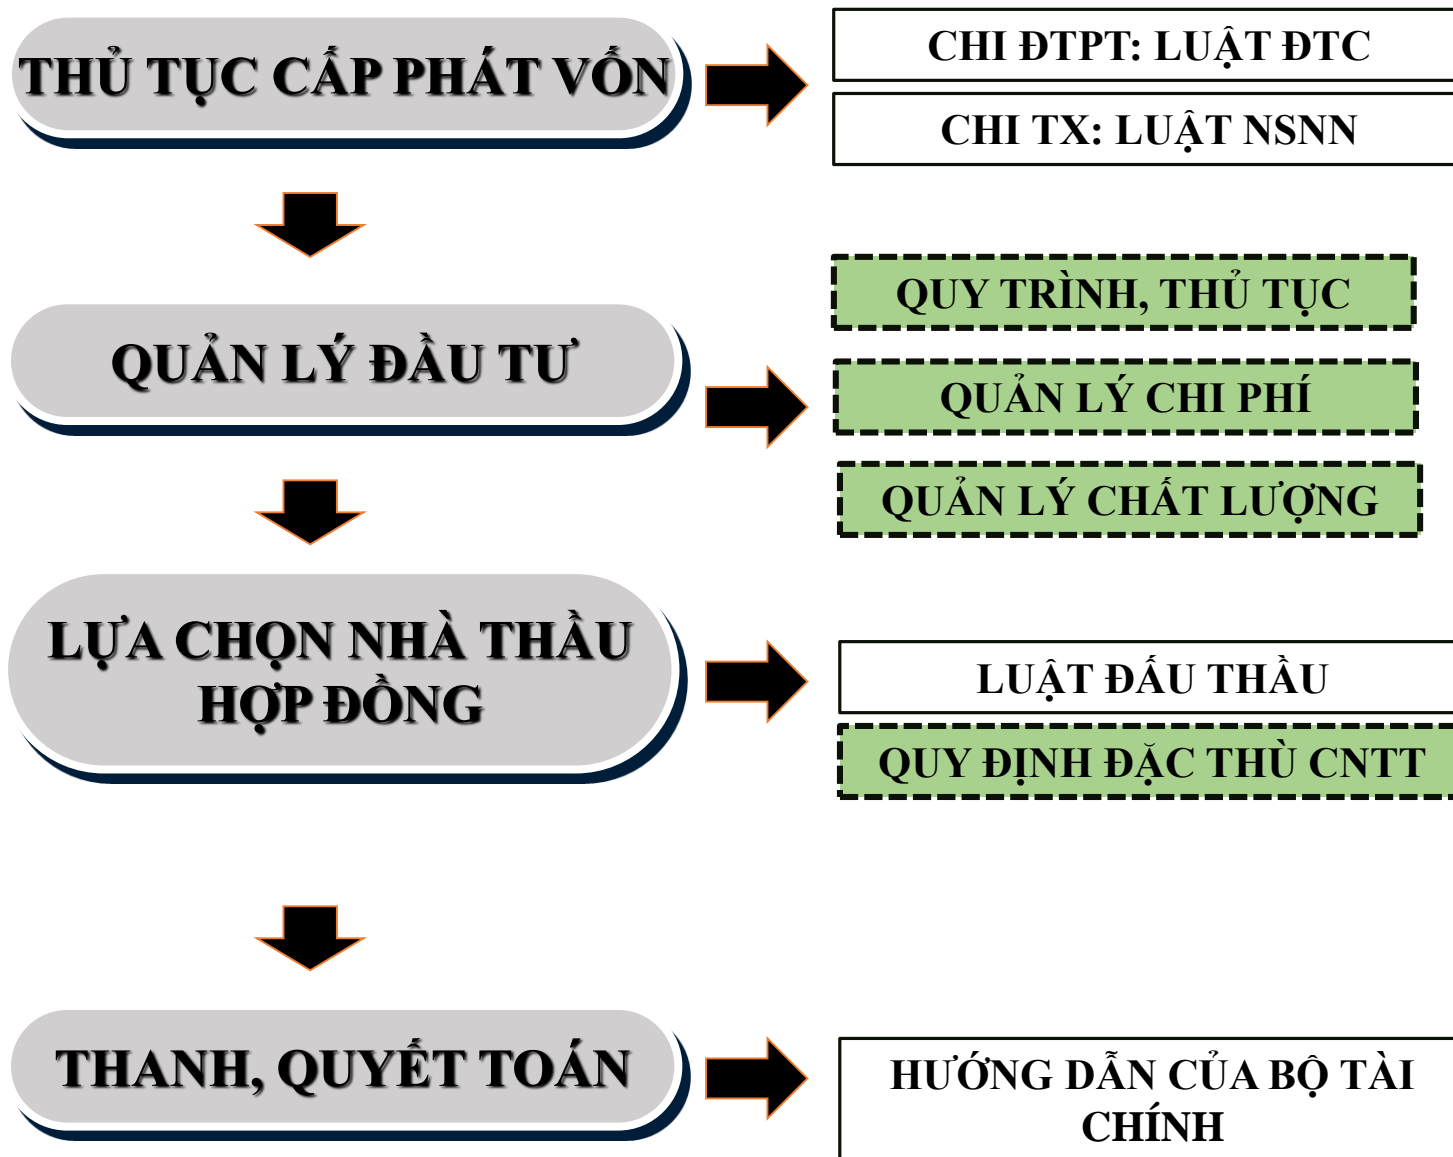 THỦ TỤC CẤP PHÁT VỐN
CHI ĐTPT: LUẬT ĐTC
CHI TX: LUẬT NSNN
QUẢN LÝ ĐẦU TƯ
QUY TRÌNH, THỦ TỤC
QUẢN LÝ CHI PHÍ
QUẢN LÝ CHẤT LƯỢNG
LỰA CHỌN NHÀ THẦU
HỢP ĐỒNG
LUẬT ĐẤU THẦU
QUY ĐỊNH ĐẶC THÙ CNTT
THANH, QUYẾT TOÁN
HƯỚNG DẪN CỦA BỘ TÀI
CHÍNH